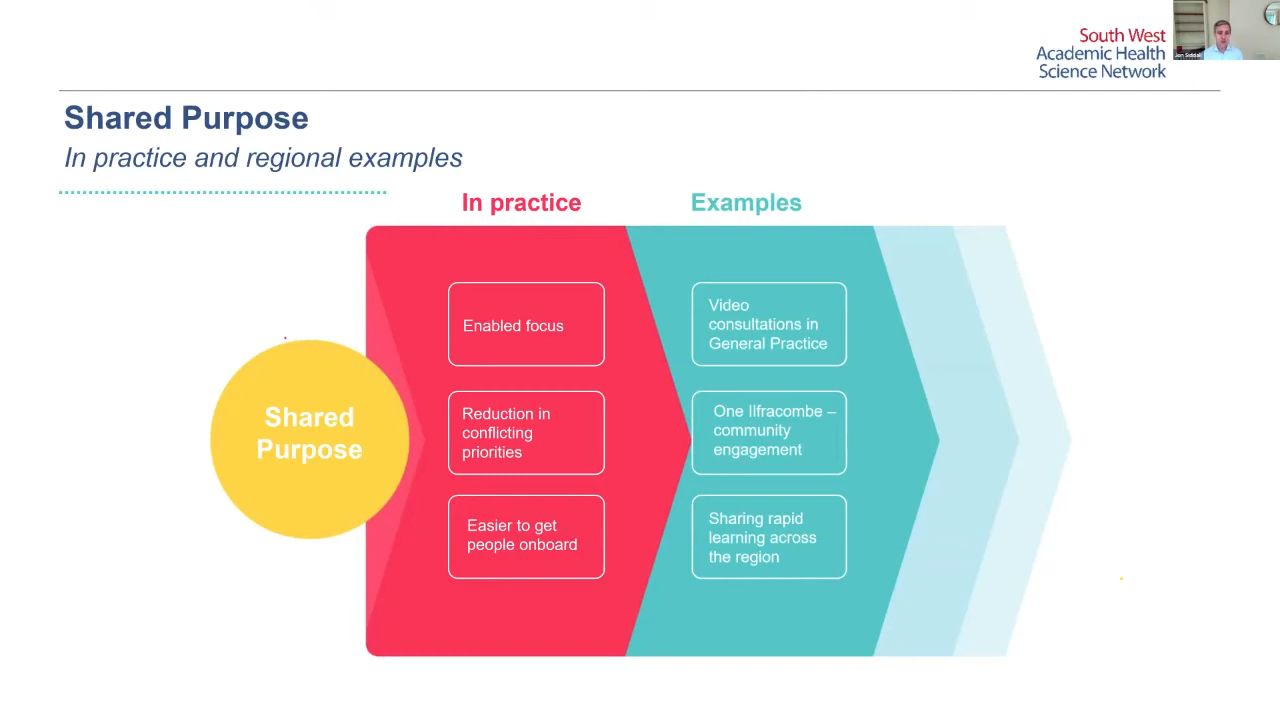 South West
Academic Health
Science Network
Shared Purpose
In practice and regional examples
In practice
Examples
Shared
Purpose
Enabled focus
Reduction in
conflicting
priorities
Easier to get
people onboard
Video
consultations in
General Practice
One Ilfracombe –
community
engagement
Sharing rapid
learning across
the region